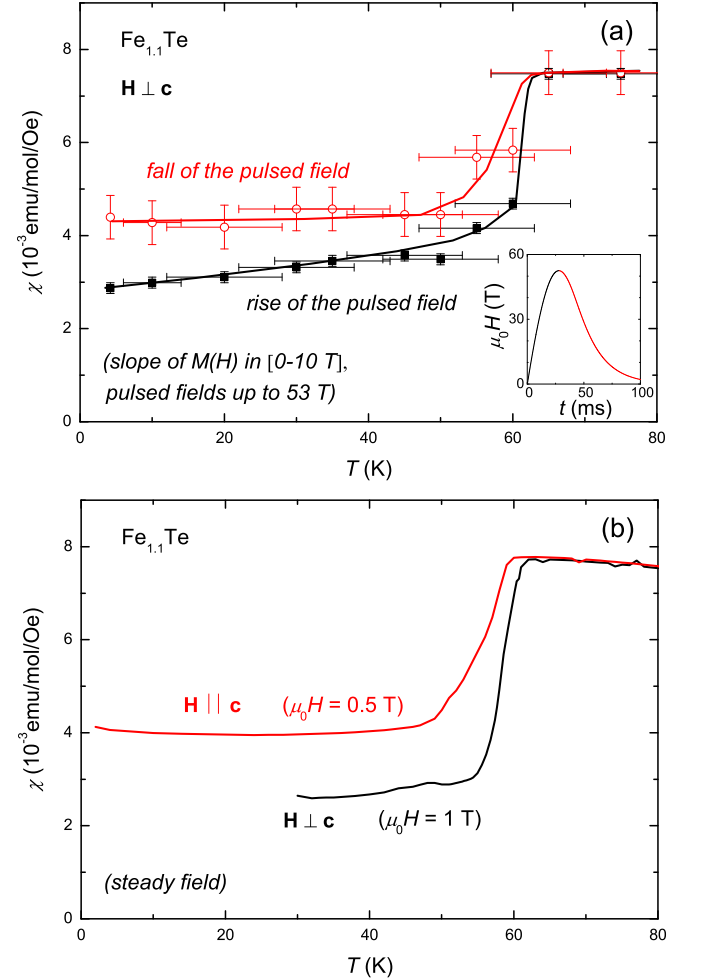 (a)
Fe1.1Te
H ⊥ c
fall of the pulsed field
rise of the pulsed field
(slope of M(H) in [0-10 T],
pulsed fields up to 53 T)
χ (10-3emu/mol/Oe)
8
6
4
2
0
0 20 40 60 80
T (K)
μ0H (T)
60
30
0
0 50 100
t (ms)
(b)
Fe1.1Te
H || c (μ0H = 0.5 T)
H ⊥ c (μ0H = 1 T)
(steady field)
χ (10-3emu/mol/Oe)
8
6
4
2
0
0 20 40 60 80
T (K)